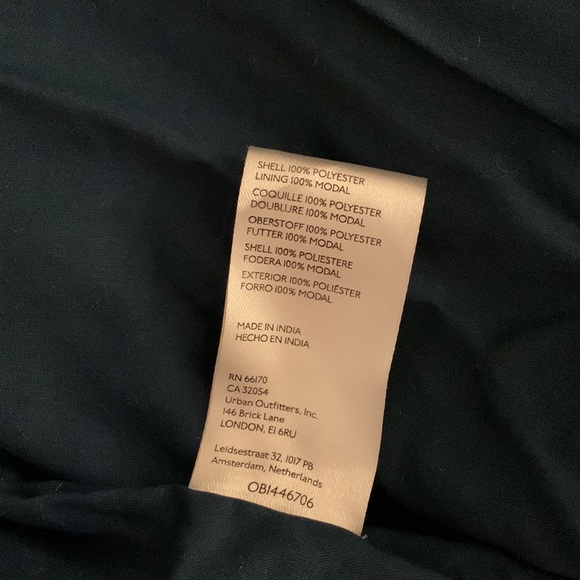 SHELL 100% POLYESTER
LINING 100% MODAL
COQUILLE 100% POLYESTER
DOUBLURE 100% MODAL
OBERSTOFF 100% POLYESTER
FUTTER 100% MODAL
SHELL 100% POLIESTERE
FODERA 100% MODAL
EXTERIOR 100% POLIÉSTER
FORRO 100% MODAL
MADE IN INDIA
HECHO EN INDIA
RN 66170
CA 32054
Urban Outfitters, Inc.
146 Brick Lane
LONDON, E1 6RU
Leidsestraat 32, 1017 PB
Amsterdam, Netherlands
OB1446706